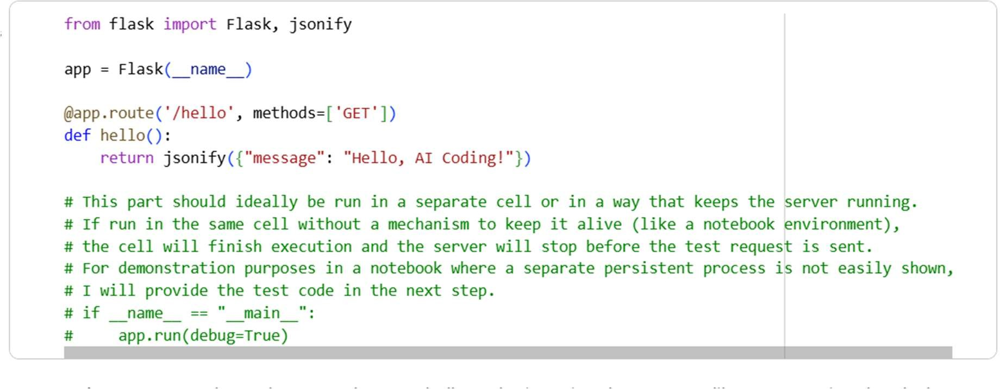 from flask import Flask, jsonify
app = Flask(__name__)
@app.route('/hello', methods=['GET'])
def hello():
    return jsonify({"message": "Hello, AI Coding!"})
# This part should ideally be run in a separate cell or in a way that keeps the server running.
# If run in the same cell without a mechanism to keep it alive (like a notebook environment),
# the cell will finish execution and the server will stop before the test request is sent.
# For demonstration purposes in a notebook where a separate persistent process is not easily shown,
# I will provide the test code in the next step.
# if __name__ == "__main__":
#     app.run(debug=True)